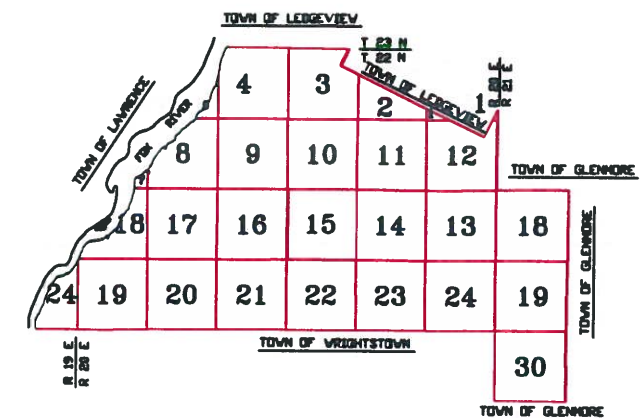 TOWN OF LEDGEVIEW
T 23 N
T 22 N
TOWN OF LEDGEVIEW
R 20 E
R 21 E
TOWN OF LAWRENCE
FOX RIVER
4 3 2 1
8 9 10 11 12
TOWN OF GLENMORE
18 17 16 15 14 13 18
TOWN OF GLENMORE
24 19 20 21 22 23 24 19
R 19 E
R 20 E
TOWN OF WRIGHTSTOWN
30
TOWN OF GLENMORE